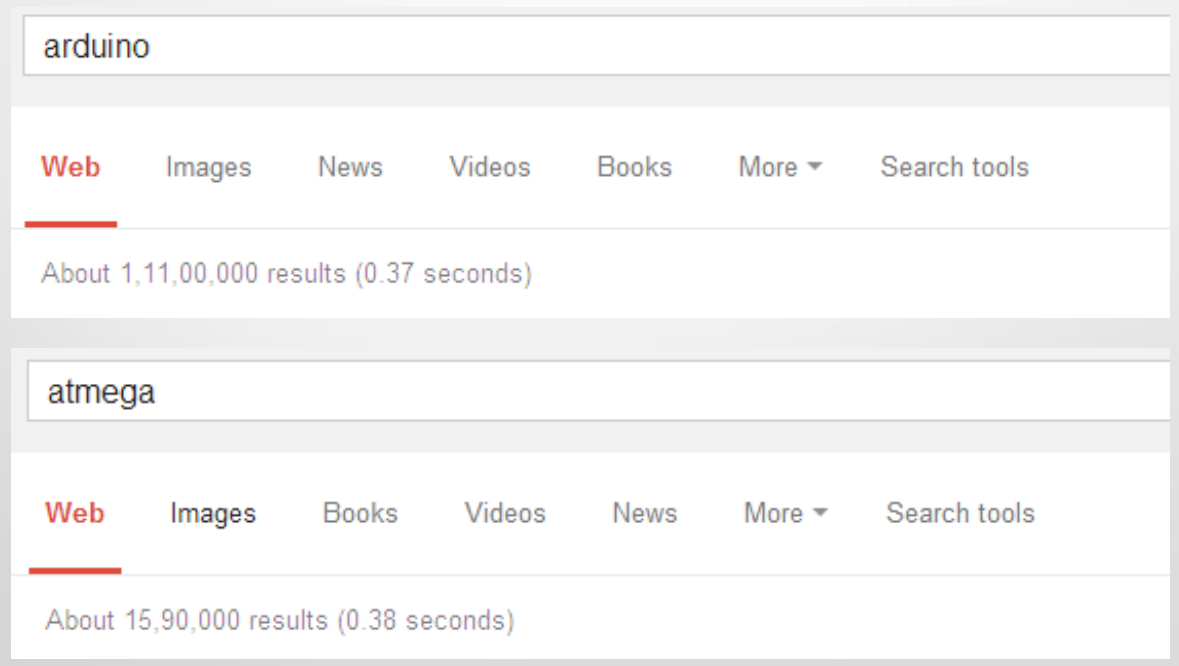 arduino
Web Images News Videos Books More Search tools
About 1,11,00,000 results (0.37 seconds)
atmega
Web Images Books Videos News More Search tools
About 15,90,000 results (0.38 seconds)